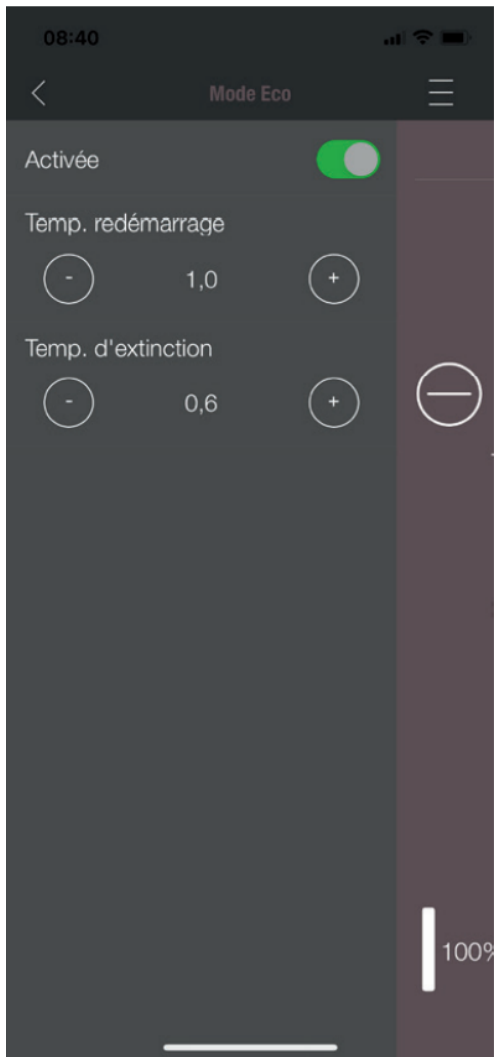 08:40
Mode Eco
Activée
Temp. redémarrage
- 1,0 +
Temp. d'extinction
- 0,6 +
100%